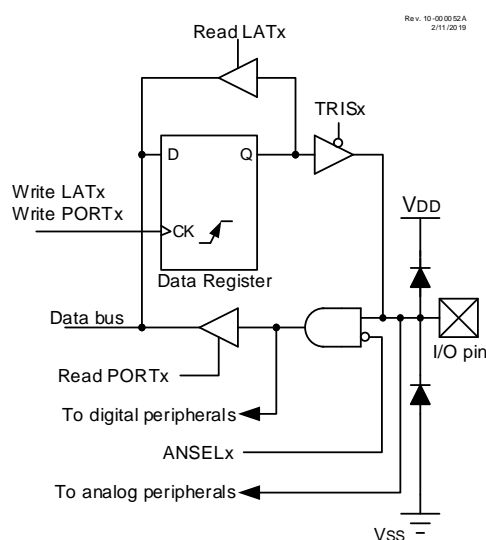 Rev. 10-000052A
2/11/2019
Read LATx
TRISx
D
Q
Write LATx
Write PORTx
CK
VDD
Data Register
Data bus
I/O pin
Read PORTx
To digital peripherals
ANSELx
To analog peripherals
VSS